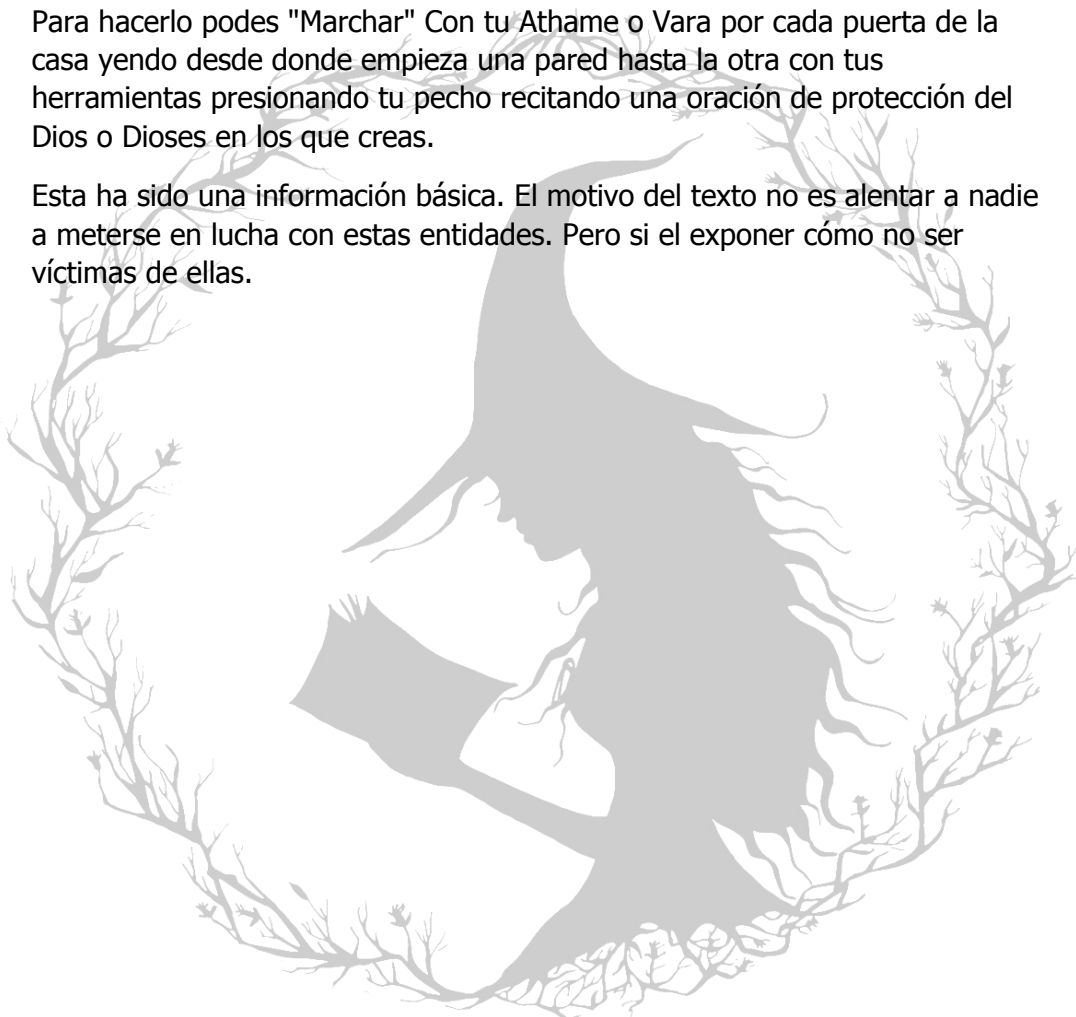 Para hacerlo podes "Marchar" Con tu Athame o Vara por cada puerta de la
casa yendo desde donde empieza una pared hasta la otra con tus
herramientas presionando tu pecho recitando una oración de protección del
Dios o Dioses en los que creas.
Esta ha sido una información básica. El motivo del texto no es alentar a nadie
a meterse en lucha con estas entidades. Pero si el exponer cómo no ser
víctimas de ellas.